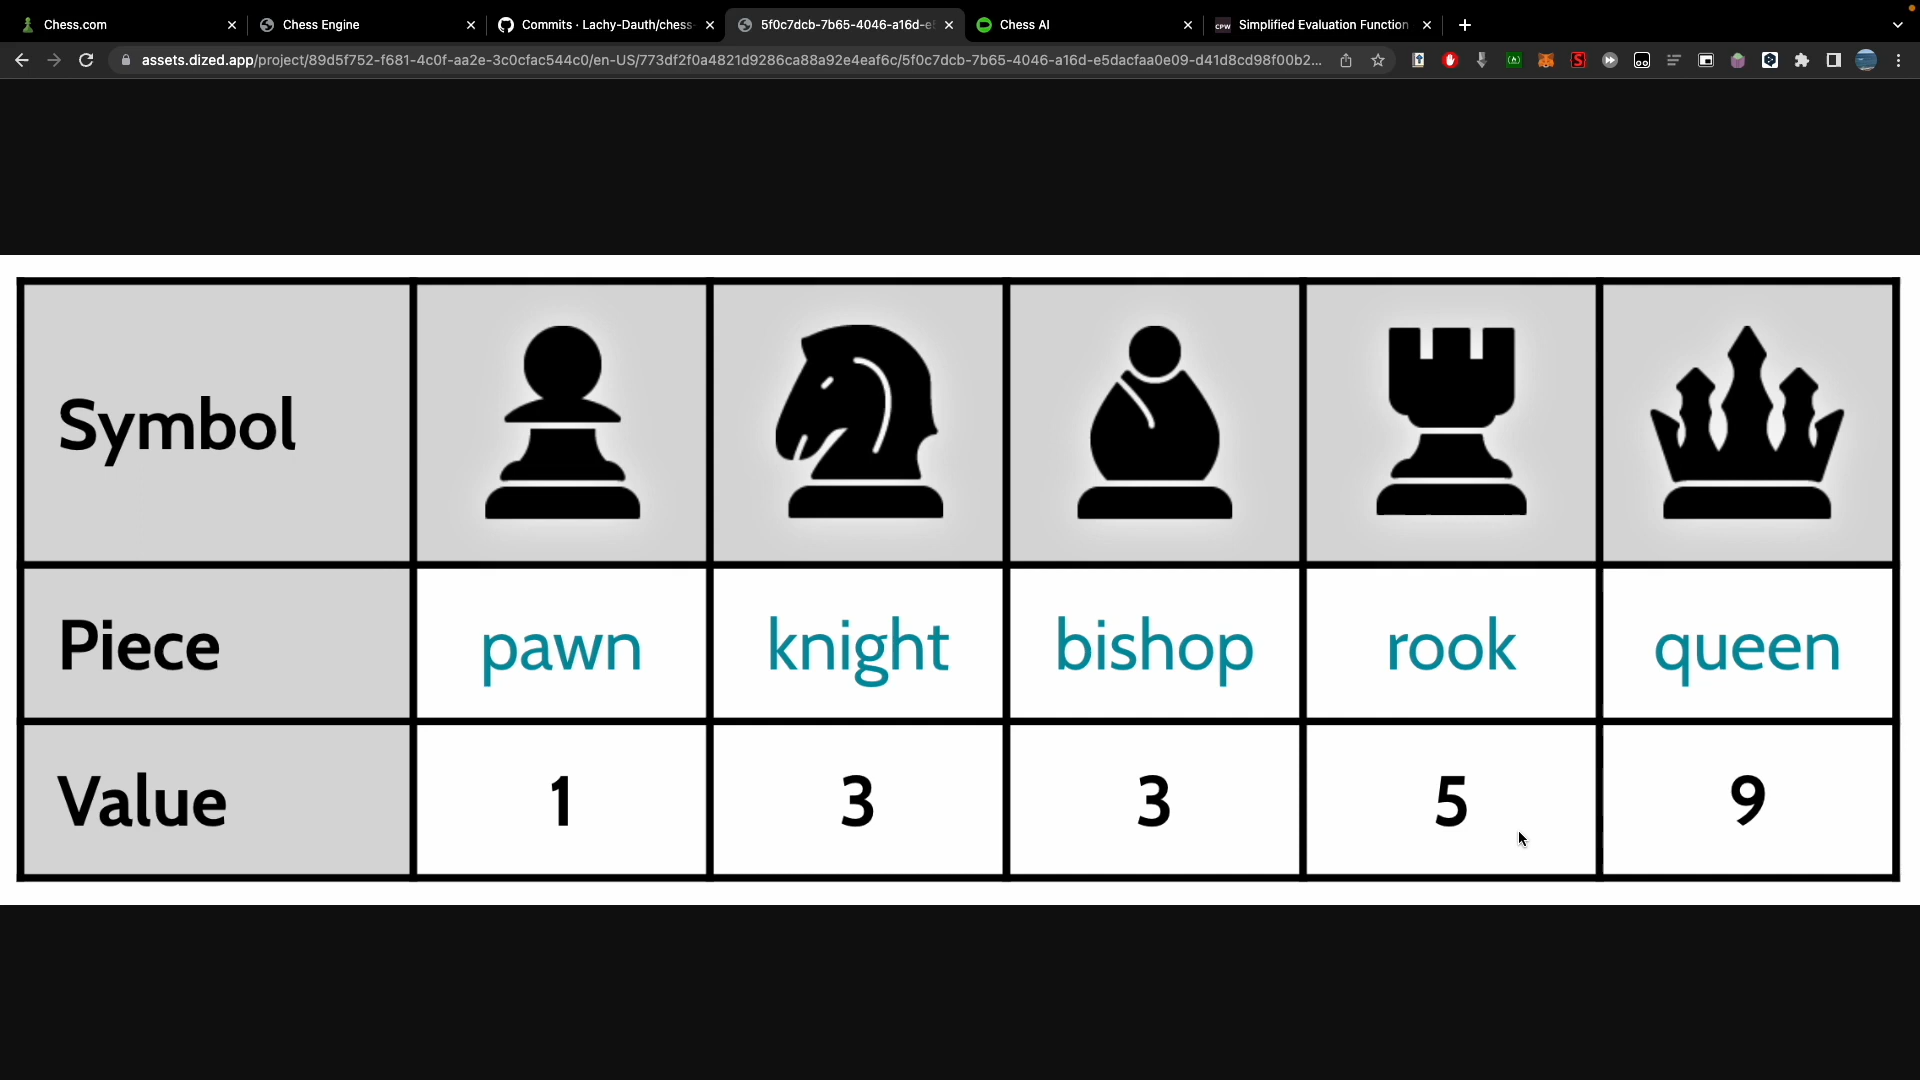 Chess.com
Chess Engine
Commits · Lachy-Dauth/chess-
5f0c7dcb-7b65-4046-a16d-e
Chess AI
CPW
Simplified Evaluation Function
assets.dized.app/project/89d5f752-f681-4c0f-aa2e-3c0cfac544c0/en-US/773df2f0a4821d9286ca88a92e4eaf6c/5f0c7dcb-7b65-4046-a16d-e5dacfaa0e09-d41d8cd98f00b2...
Symbol
Piece pawn knight bishop rook queen
Value 1 3 3 5 9